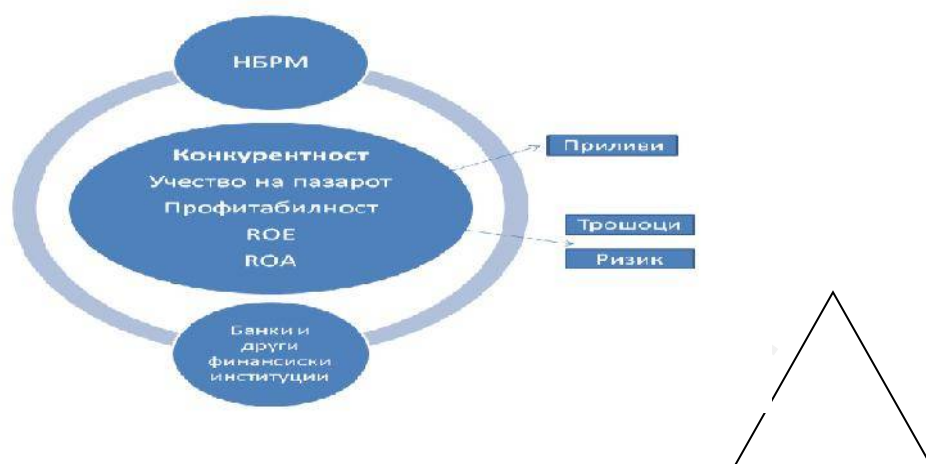 НБРМ
Конкурентност
Учество на пазарот
Профитабилност
ROE
ROA
Приливи
Трошоци
Ризик
Банки и
други
финансиски
институции